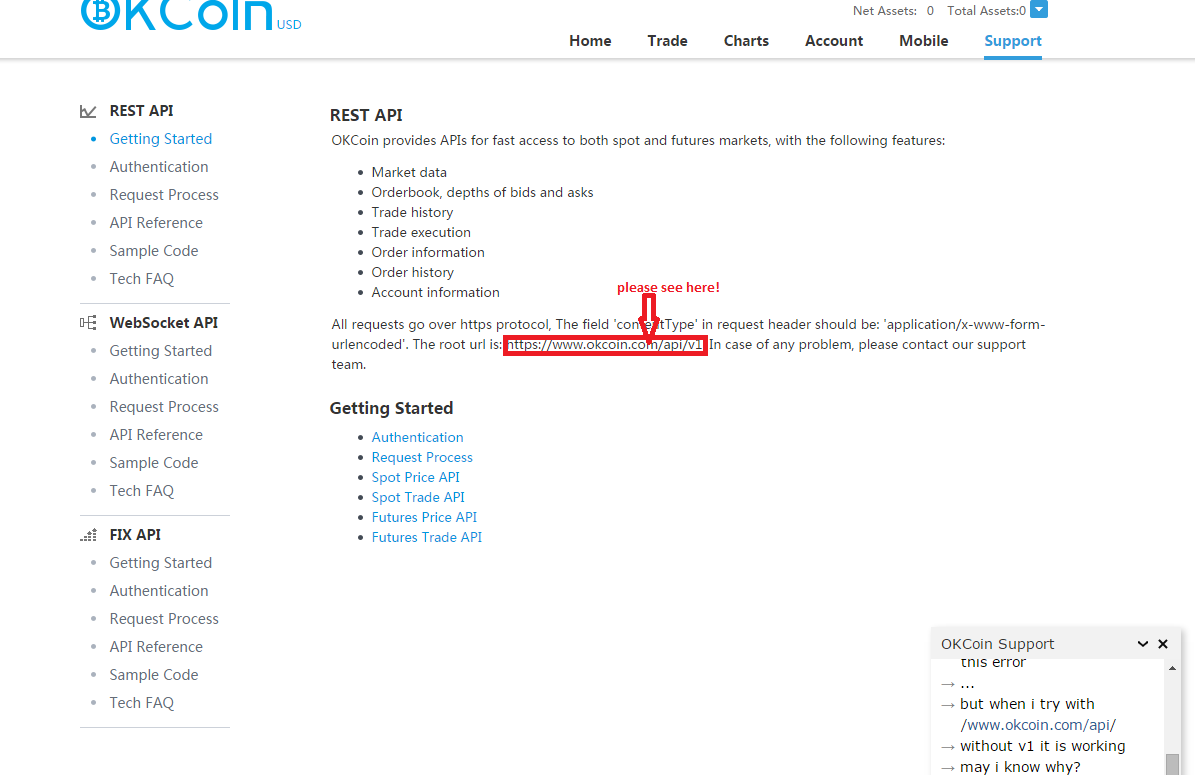 OKCoin USD
Net Assets: 0 Total Assets:0
Home Trade Charts Account Mobile Support
REST API
Getting Started
Authentication
Request Process
API Reference
Sample Code
Tech FAQ
WebSocket API
Getting Started
Authentication
Request Process
API Reference
Sample Code
Tech FAQ
FIX API
Getting Started
Authentication
Request Process
API Reference
Sample Code
Tech FAQ
REST API
OKCoin provides APIs for fast access to both spot and futures markets, with the following features:
Market data
Orderbook, depths of bids and asks
Trade history
Trade execution
Order information
Order history
Account information
please see here!
All requests go over https protocol, The field 'contentType' in request header should be: 'application/x-www-form-
urlencoded'. The root url is: https://www.okcoin.com/api/v1 In case of any problem, please contact our support
team.
Getting Started
Authentication
Request Process
Spot Price API
Spot Trade API
Futures Price API
Futures Trade API
OKCoin Support
this error
→ ...
→ but when i try with
/www.okcoin.com/api/
→ without v1 it is working
→ may i know why?